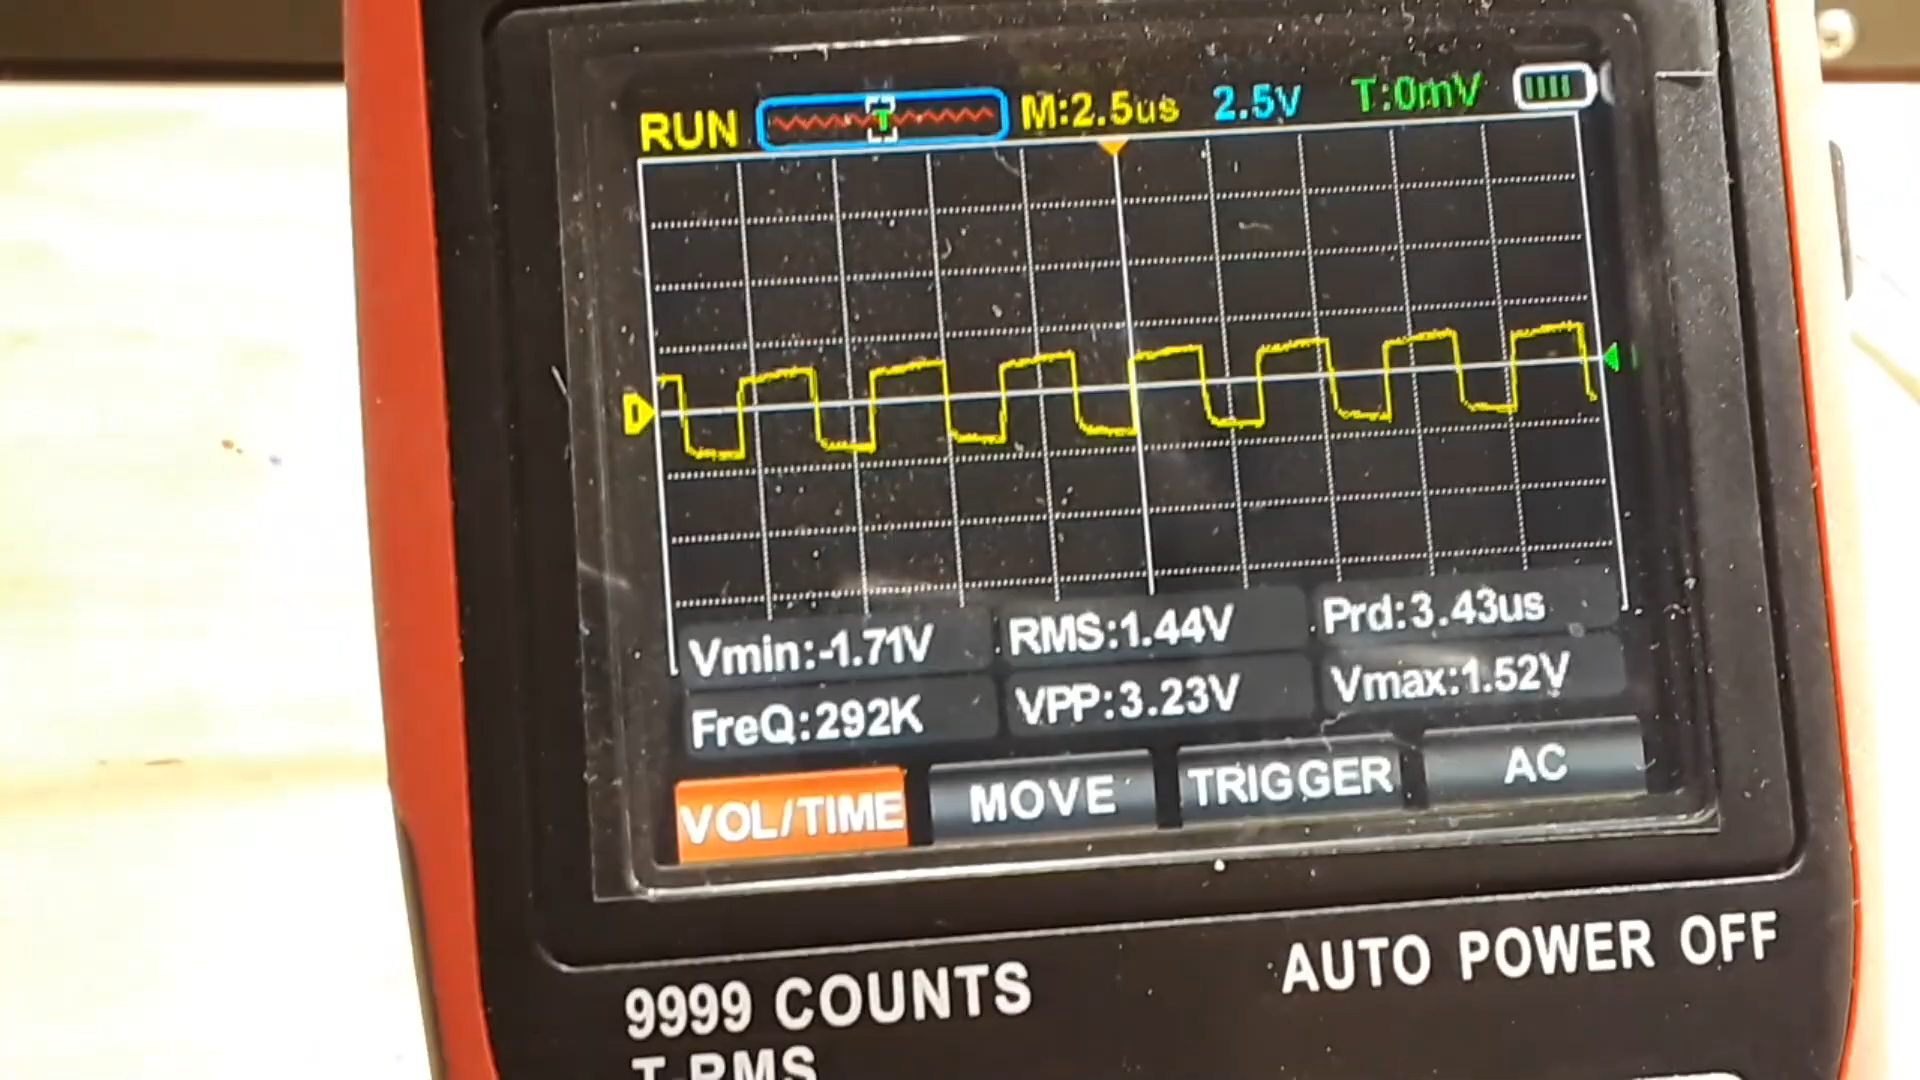 RUN T M:2.5us 2.5V T:0mV
Vmin:-1.71V RMS:1.44V Prd:3.43us
FreQ:292K VPP:3.23V Vmax:1.52V
VOL/TIME MOVE TRIGGER AC
9999 COUNTS AUTO POWER OFF
T-RMS